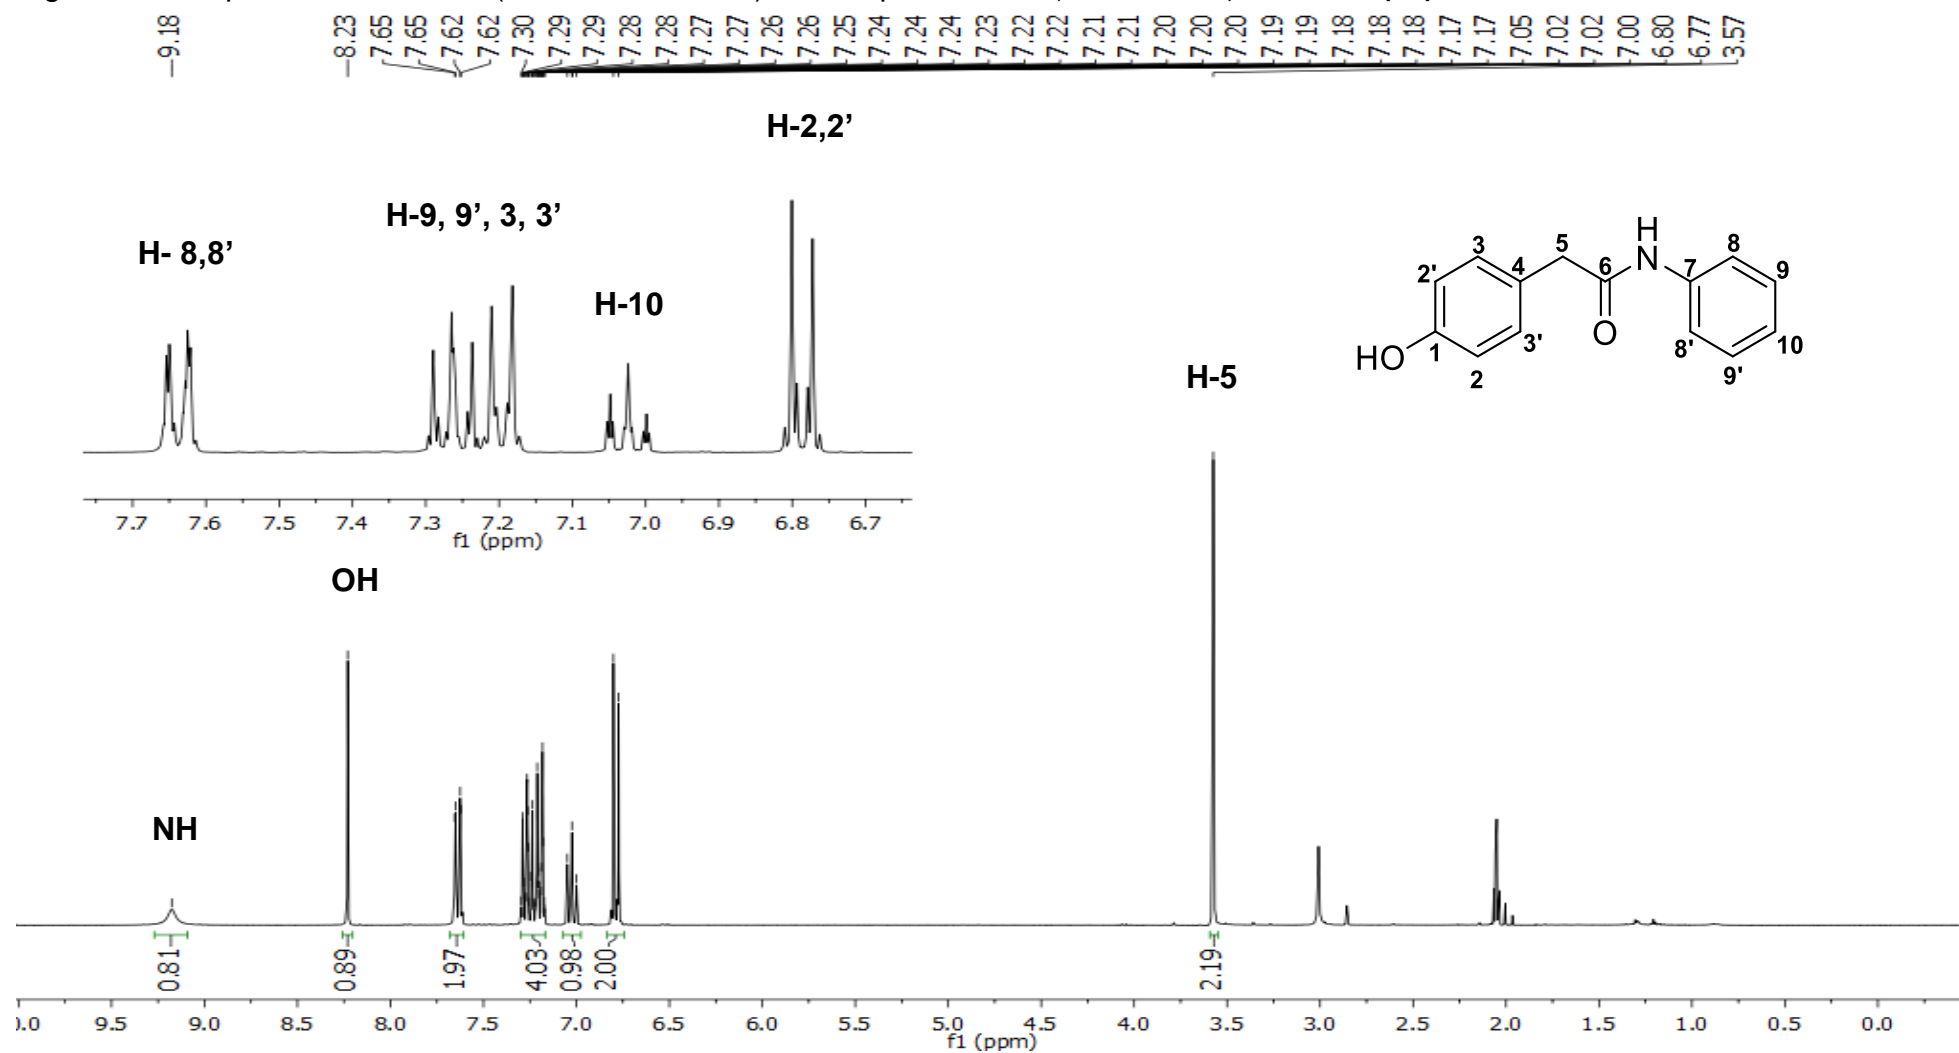 9.18 8.23 7.65 7.65 7.62 7.62 7.30 7.29 7.29 7.28 7.28 7.27 7.27 7.26 7.26 7.25 7.24 7.24 7.24 7.23 7.22 7.22 7.21 7.21 7.20 7.20 7.20 7.19 7.19 7.18 7.18 7.18 7.17 7.17 7.05 7.02 7.02 7.00 6.80 6.77 3.57
H-2,2’
H-9, 9’, 3, 3’
H- 8,8’
H-10
H
N
3 5 8
4 6 7 9
2'
O
3' 8' 10
HO 1
2 9'
H-5
7.7 7.6 7.5 7.4 7.3 7.2 7.1 7.0 6.9 6.8 6.7
f1 (ppm)
OH
NH
0.81 0.89 1.97 4.03 0.98 2.00 2.19
0.0 9.5 9.0 8.5 8.0 7.5 7.0 6.5 6.0 5.5 5.0 4.5 4.0 3.5 3.0 2.5 2.0 1.5 1.0 0.5 0.0
f1 (ppm)